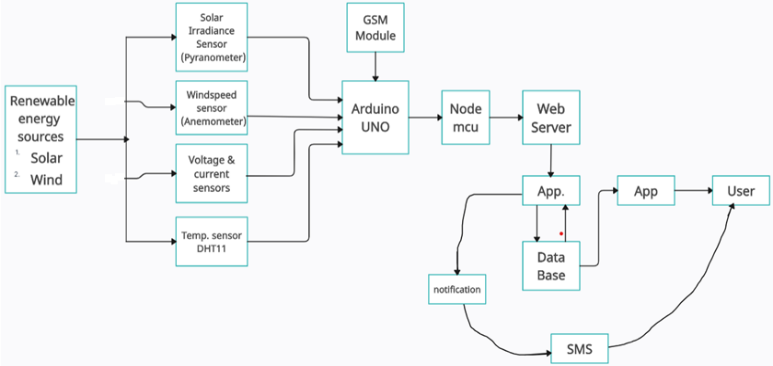 Solar
Irradiance
Sensor
(Pyranometer)
GSM
Module
Renewable
energy
sources
1. Solar
2. Wind
Windspeed
sensor
(Anemometer)
Arduino
UNO
Node
mcu
Web
Server
Voltage &
current
sensors
App.
App
User
Temp. sensor
DHT11
Data
Base
notification
SMS